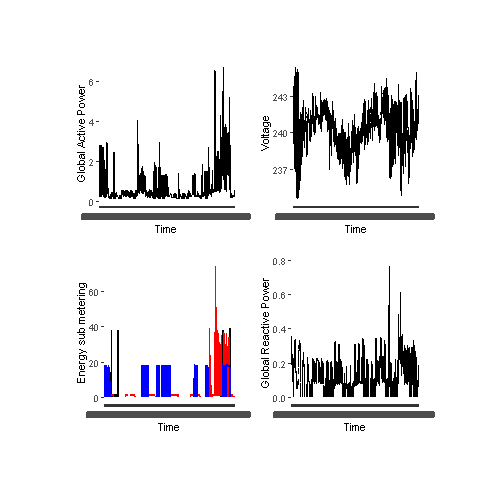 Global Active Power
6
4
2
0
Time
Voltage
243
240
237
Time
Energy sub metering
60
40
20
0
Time
Global Reactive Power
0.8
0.6
0.4
0.2
0.0
Time